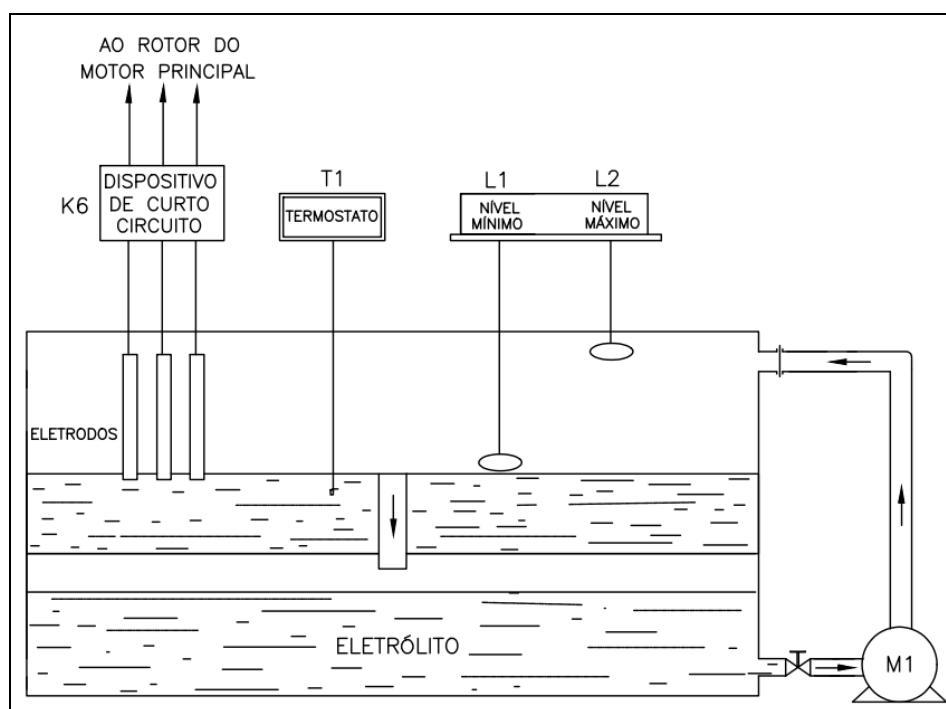 AO ROTOR DO
MOTOR PRINCIPAL
K6
DISPOSITIVO
DE CURTO
CIRCUITO
T1
TERMOSTATO
L1
L2
NÍVEL
MÍNIMO
NÍVEL
MÁXIMO
ELETRODOS
ELETRÓLITO
M1